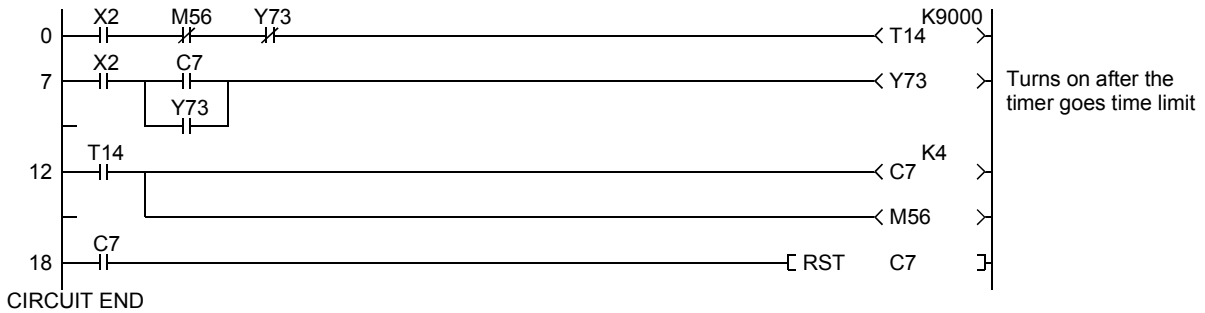 X2 M56 Y73 K9000
0 T14
X2 C7
7 Y73 Turns on after the
timer goes time limit
Y73
T14 K4
12 C7
M56
C7
18 RST C7
CIRCUIT END